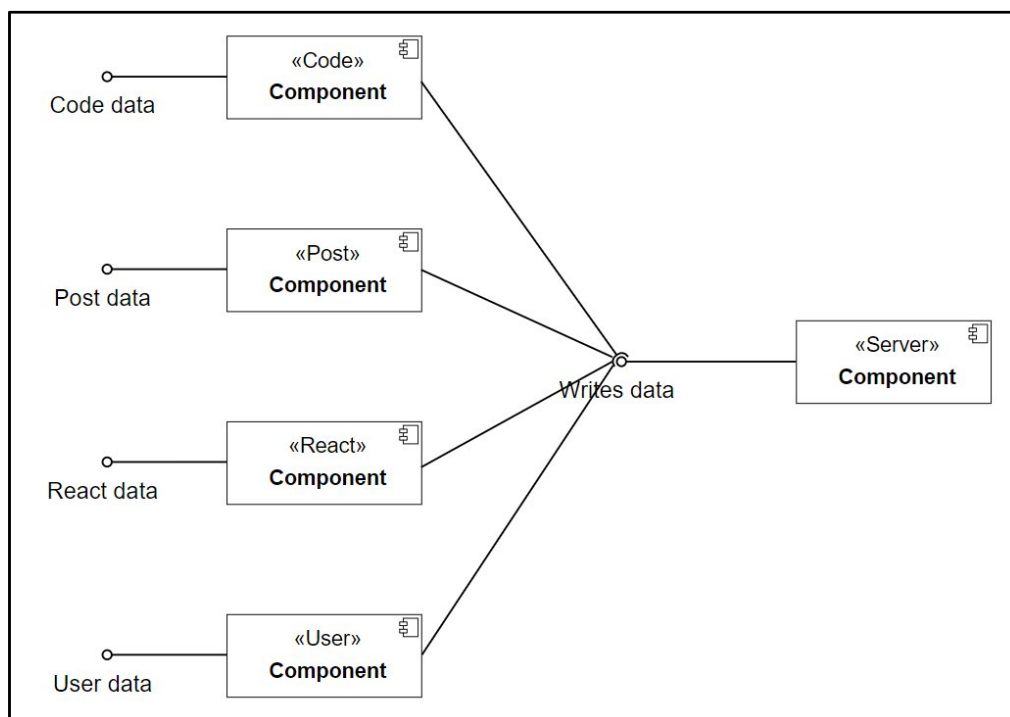 «Code»
Component
Code data
«Post»
Component
Post data
«Server»
Component
Writes data
«React»
Component
React data
«User»
Component
User data